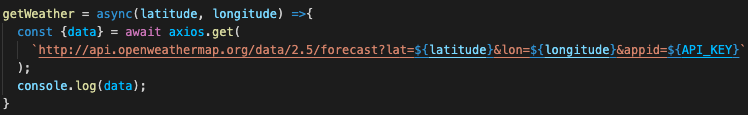 getWeather = async(latitude, longitude) =>{
const {data} = await axios.get(
`http://api.openweathermap.org/data/2.5/forecast?lat=${latitude}&lon=${longitude}&appid=${API_KEY}`
);
console.log(data);
}